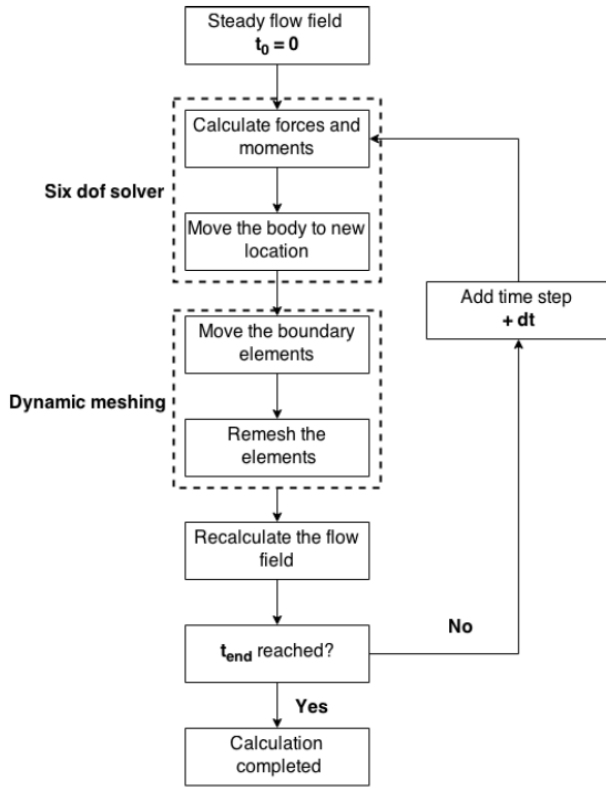 Steady flow field
t0 = 0
Calculate forces and
moments
Six dof solver
Move the body to new
location
Add time step
+ dt
Move the boundary
elements
Dynamic meshing
Remesh the
elements
Recalculate the flow
field
tend reached?
No
Yes
Calculation
completed